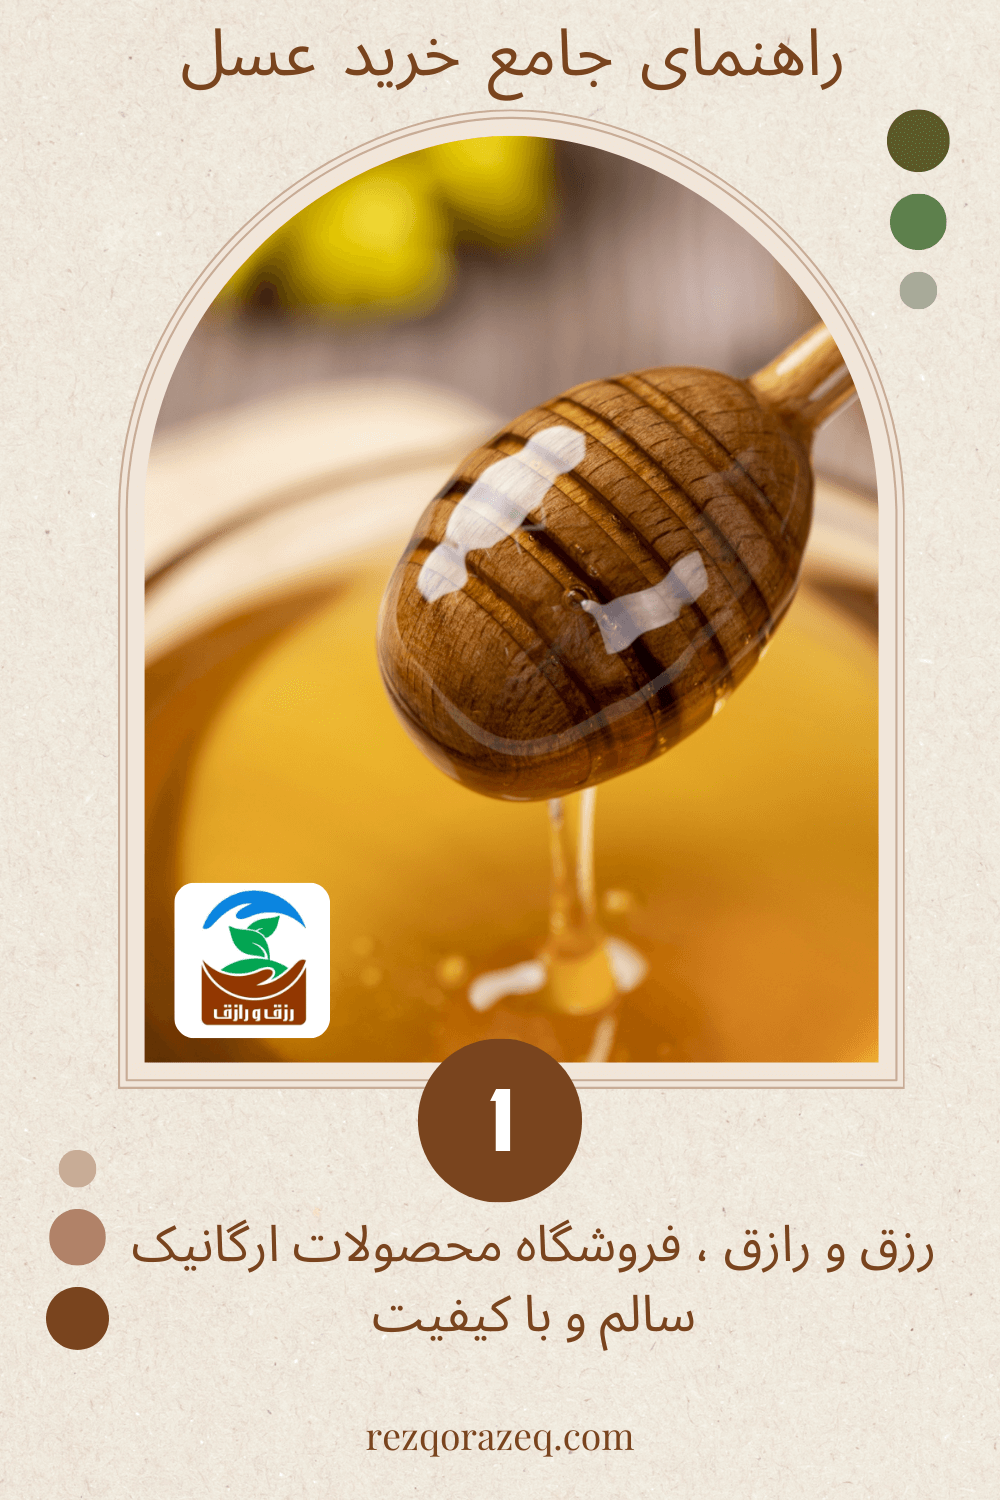 راهنمای جامع خرید عسل
رزق و رازق
1
رزق و رازق ، فروشگاه محصولات ارگانیک
سالم و با کیفیت
rezqorazeq.com